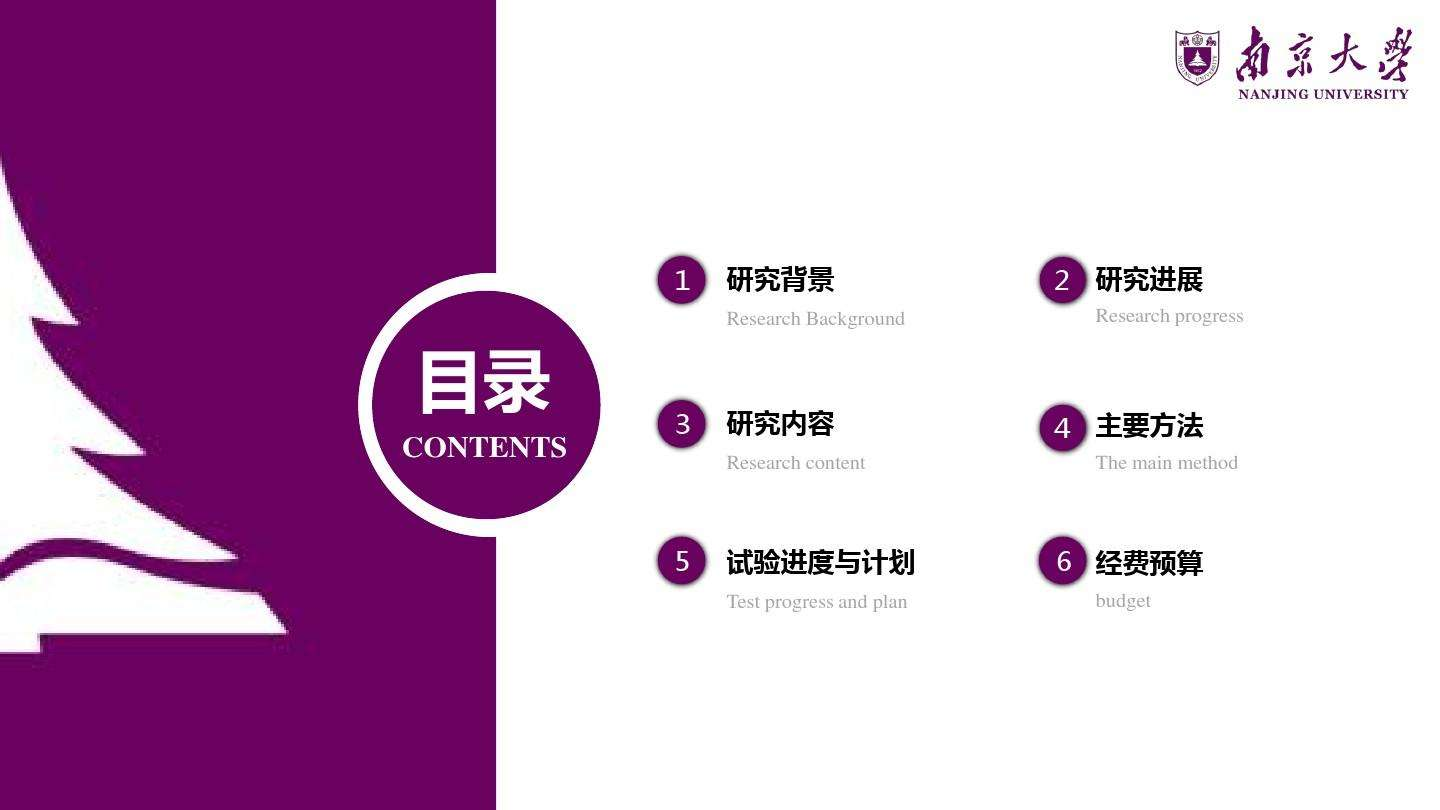 南京大学
NANJING UNIVERSITY
目录
CONTENTS
1 研究背景
Research Background
2 研究进展
Research progress
3 研究内容
Research content
4 主要方法
The main method
5 试验进度与计划
Test progress and plan
6 经费预算
budget